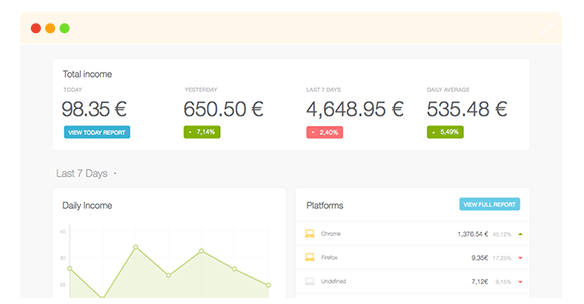 Total income
TODAY YESTERDAY LAST 7 DAYS DAILY AVERAGE
98.35 € 650.50 € 4,648.95 € 535.48 €
VIEW TODAY REPORT 7,14% 2,40% 5,49%
Last 7 Days
Daily Income
40
30
20
Platforms VIEW FULL REPORT
Chrome 1,376.54 € 43,12%
Firefox 9.35€ 17,25%
Undefined 7,12€ 9,15%